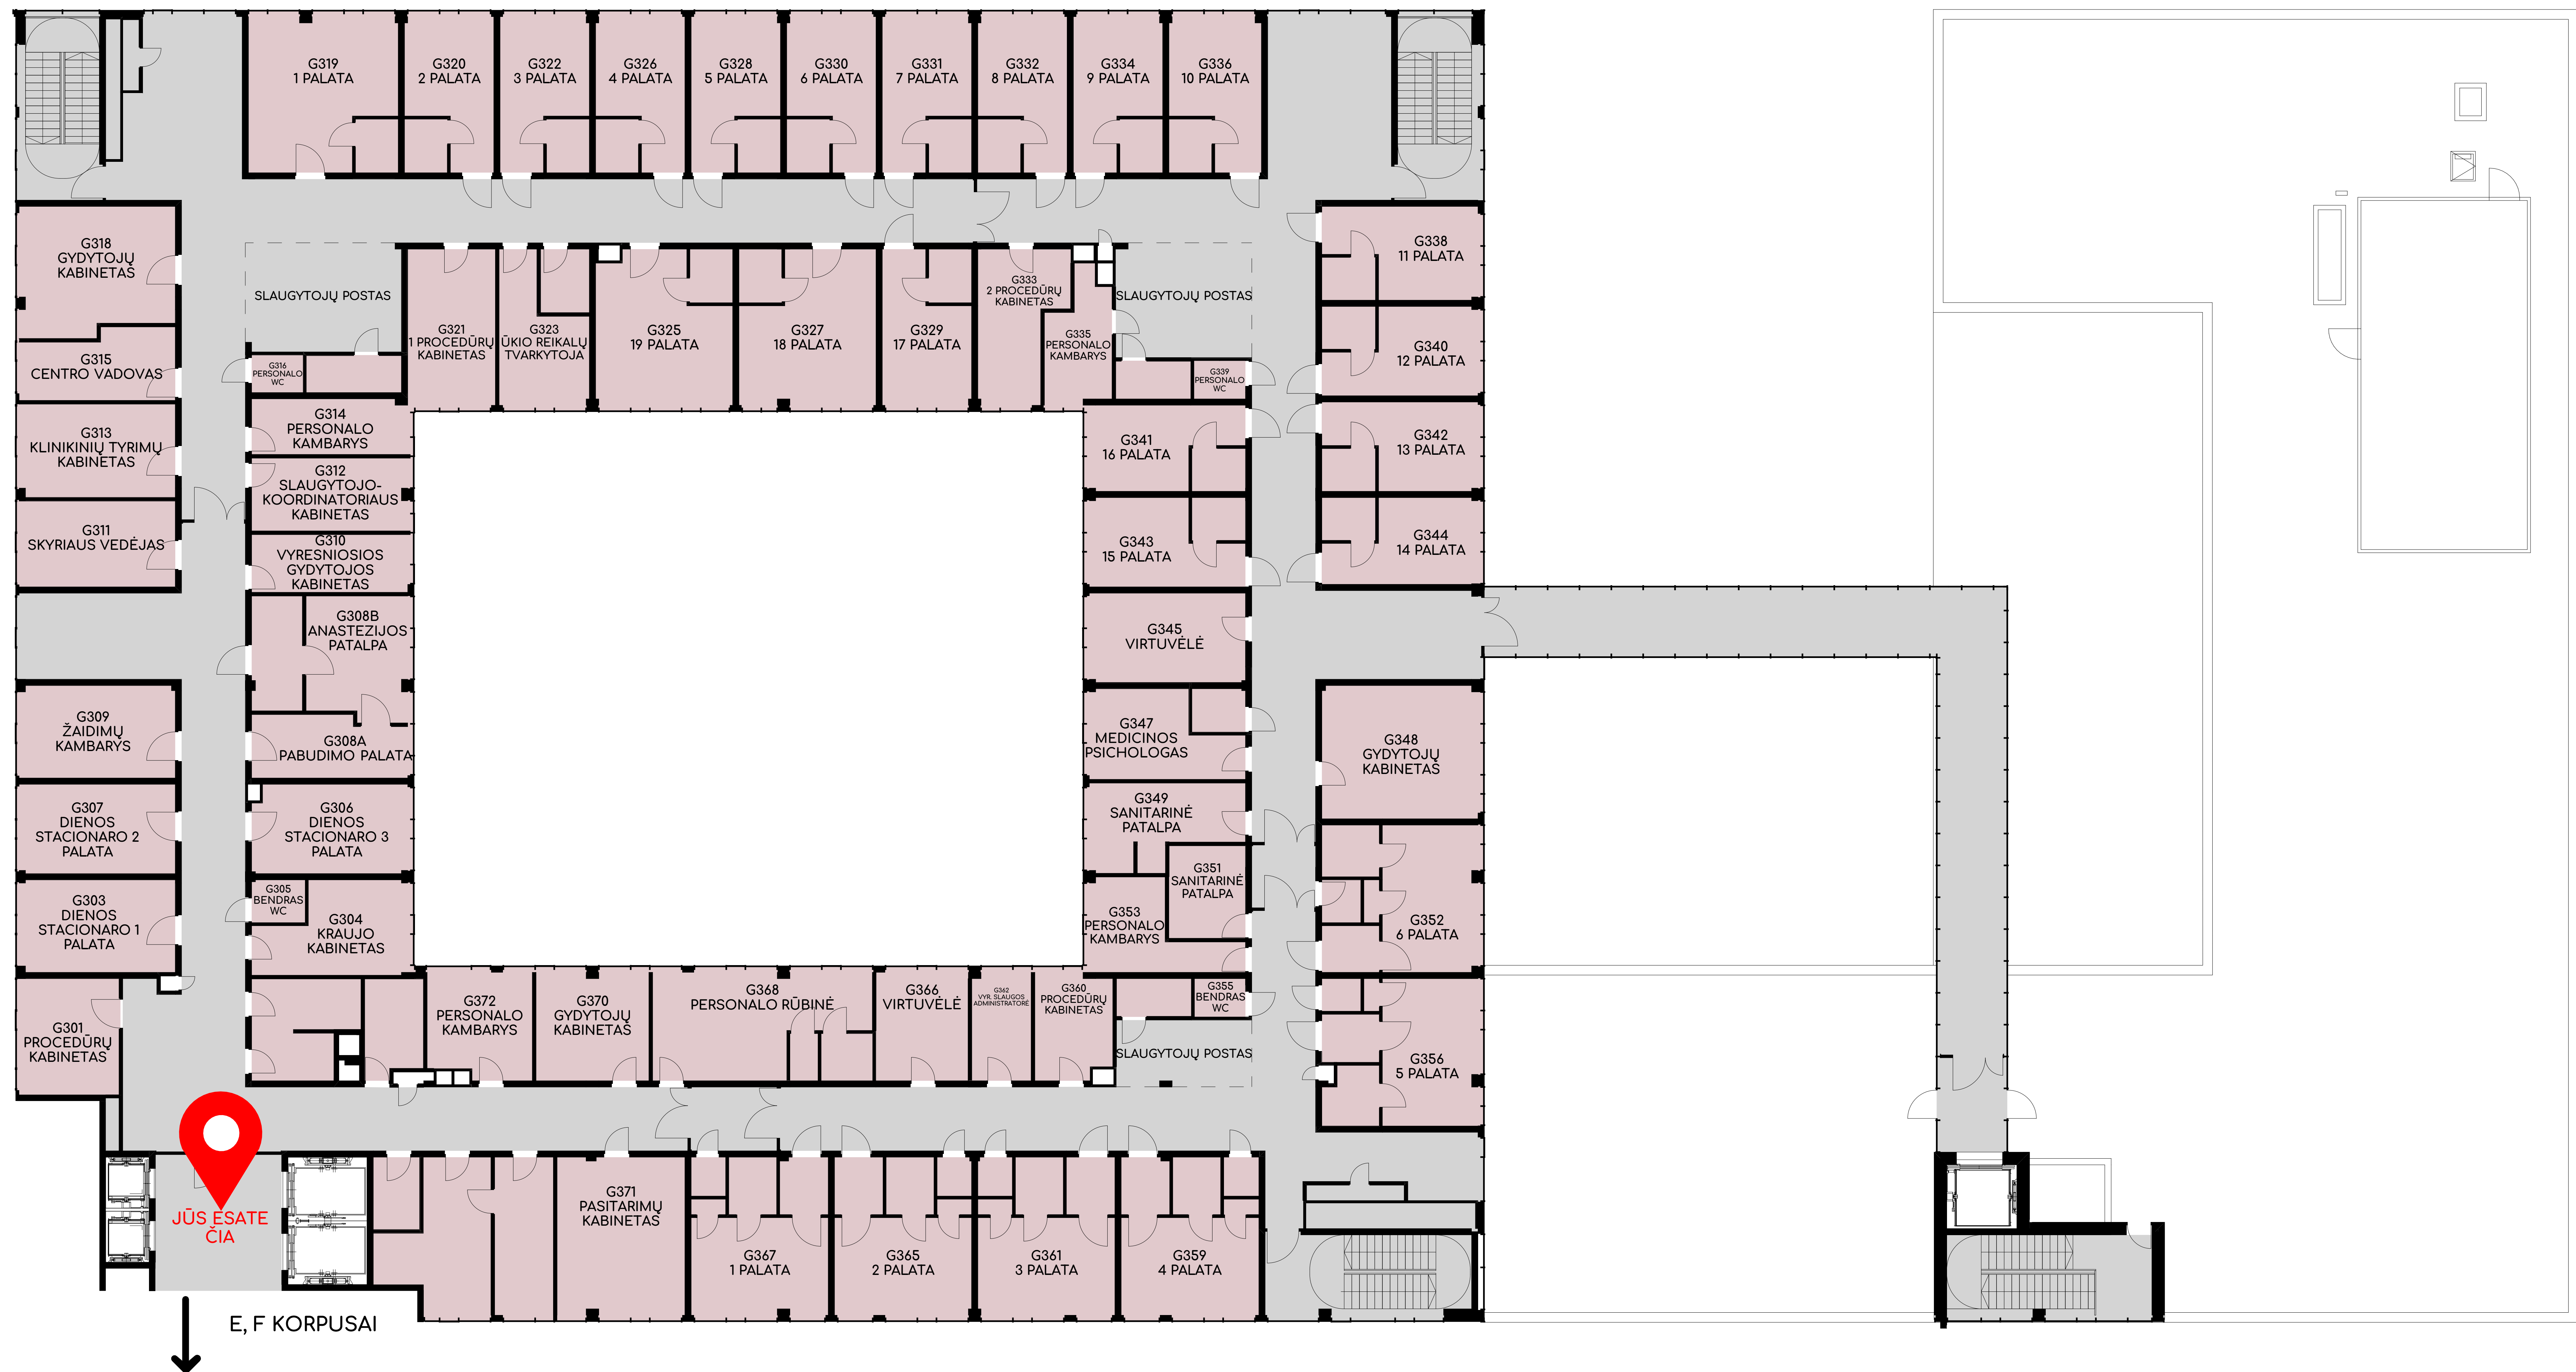 G319
1 PALATA
G320
2 PALATA
G322
3 PALATA
G326
4 PALATA
G328
5 PALATA
G330
6 PALATA
G331
7 PALATA
G332
8 PALATA
G334
9 PALATA
G336
10 PALATA
G318
GYDYTOJŲ
KABINETAS
SLAUGYTOJŲ POSTAS
G321
1 PROCEDŪRŲ
KABINETAS
G323
ŪKIO REIKALŲ
TVARKYTOJA
G325
19 PALATA
G327
18 PALATA
G329
17 PALATA
G333
2 PROCEDŪRŲ
KABINETAS
G335
PERSONALO
KAMBARYS
SLAUGYTOJŲ POSTAS
G338
11 PALATA
G315
CENTRO VADOVAS
G316
PERSONALO
WC
G339
PERSONALO
WC
G340
12 PALATA
G313
KLINIKINIŲ TYRIMŲ
KABINETAS
G314
PERSONALO
KAMBARYS
G341
16 PALATA
G342
13 PALATA
G312
SLAUGYTOJO-
KOORDINATORIAUS
KABINETAS
G311
SKYRIAUS VEDĖJAS
G310
VYRESNIOSIOS
GYDYTOJOS
KABINETAS
G343
15 PALATA
G344
14 PALATA
G308B
ANASTEZIJOS
PATALPA
G345
VIRTUVĖLĖ
G309
ŽAIDIMŲ
KAMBARYS
G308A
PABUDIMO PALATA
G347
MEDICINOS
PSICHOLOGAS
G348
GYDYTOJŲ
KABINETAS
G307
DIENOS
STACIONARO 2
PALATA
G306
DIENOS
STACIONARO 3
PALATA
G349
SANITARINĖ
PATALPA
G351
SANITARINĖ
PATALPA
G303
DIENOS
STACIONARO 1
PALATA
G305
BENDRAS
WC
G304
KRAUJO
KABINETAS
G353
PERSONALO
KAMBARYS
G352
6 PALATA
G301
PROCEDŪRŲ
KABINETAS
G372
PERSONALO
KAMBARYS
G370
GYDYTOJŲ
KABINETAS
G368
PERSONALO RŪBINĖ
G366
VIRTUVĖLĖ
G362
VYR. SLAUGOS
ADMINISTRATORĖ
G360
PROCEDŪRŲ
KABINETAS
G355
BENDRAS
WC
SLAUGYTOJŲ POSTAS
G356
5 PALATA
JŪS ESATE
ČIA
G371
PASITARIMŲ
KABINETAS
G367
1 PALATA
G365
2 PALATA
G361
3 PALATA
G359
4 PALATA
E, F KORPUSAI